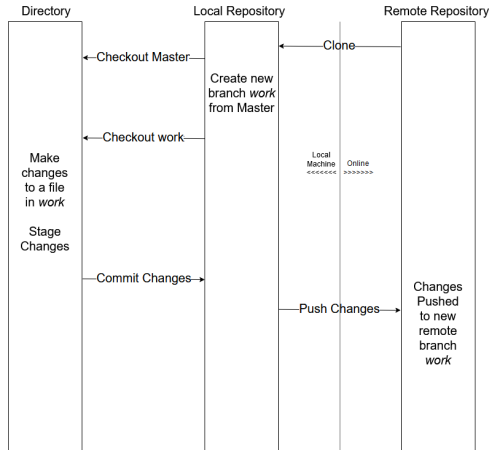 Directory
Local Repository
Remote Repository
Clone
Checkout Master
Create new
branch work
from Master
Checkout work
Make
changes
to a file
in work
Stage
Changes
Local
Machine
<<<<<<<
Online
>>>>>>>
Commit Changes
Push Changes
Changes
Pushed
to new
remote
branch
work